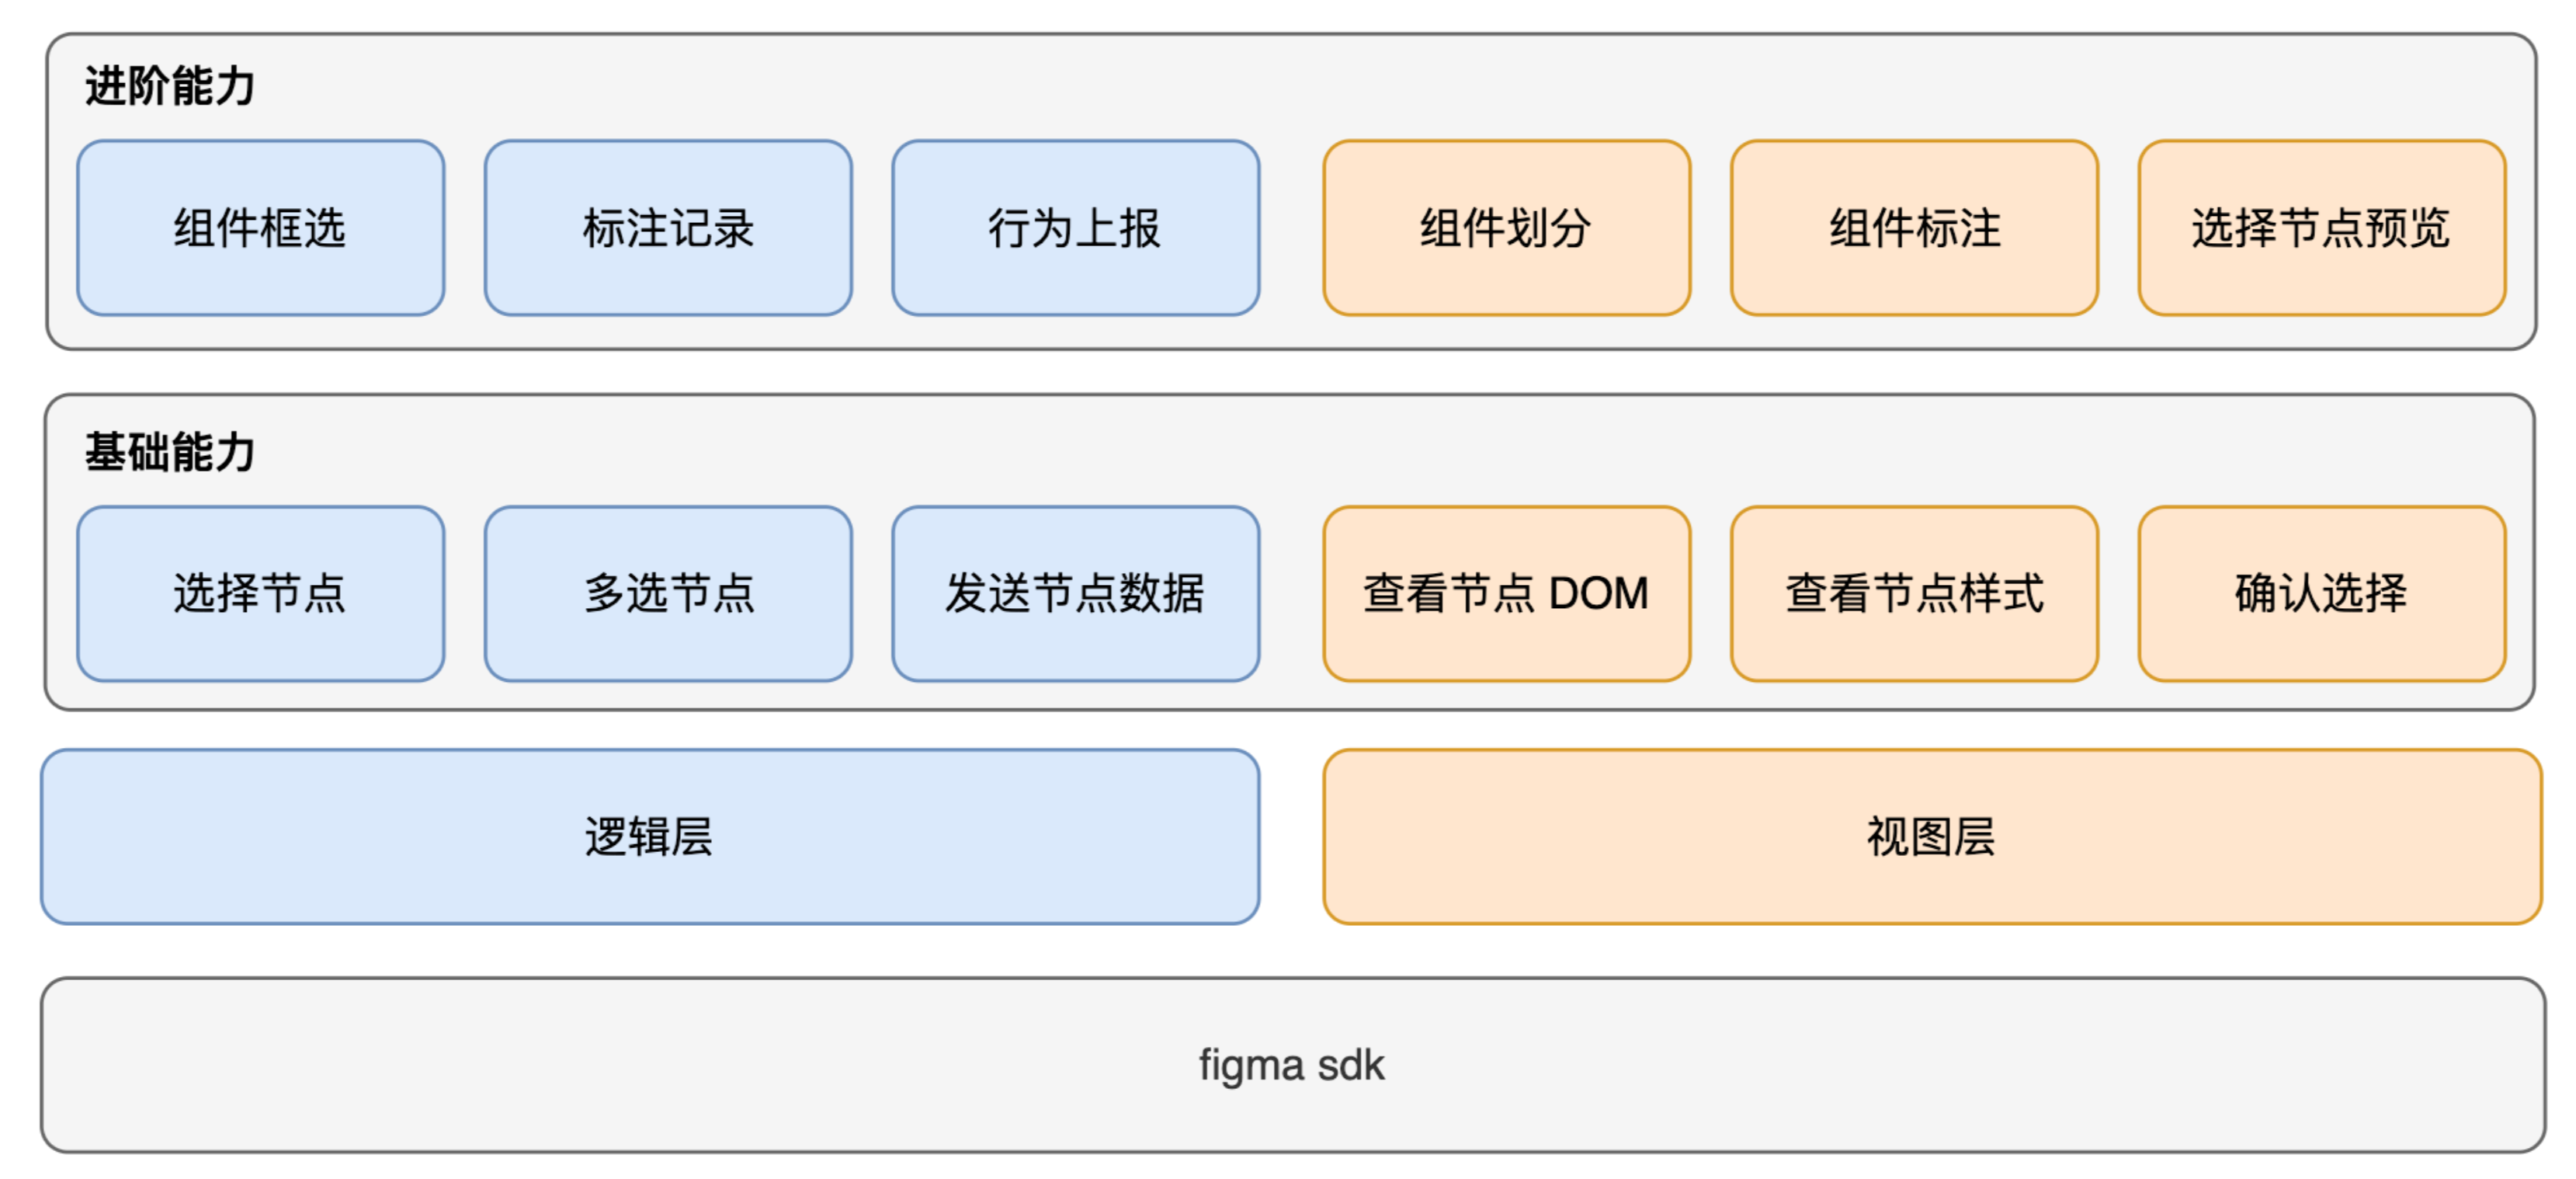 进阶能力
组件框选
标注记录
行为上报
组件划分
组件标注
选择节点预览
基础能力
选择节点
多选节点
发送节点数据
查看节点 DOM
查看节点样式
确认选择
逻辑层
视图层
figma sdk